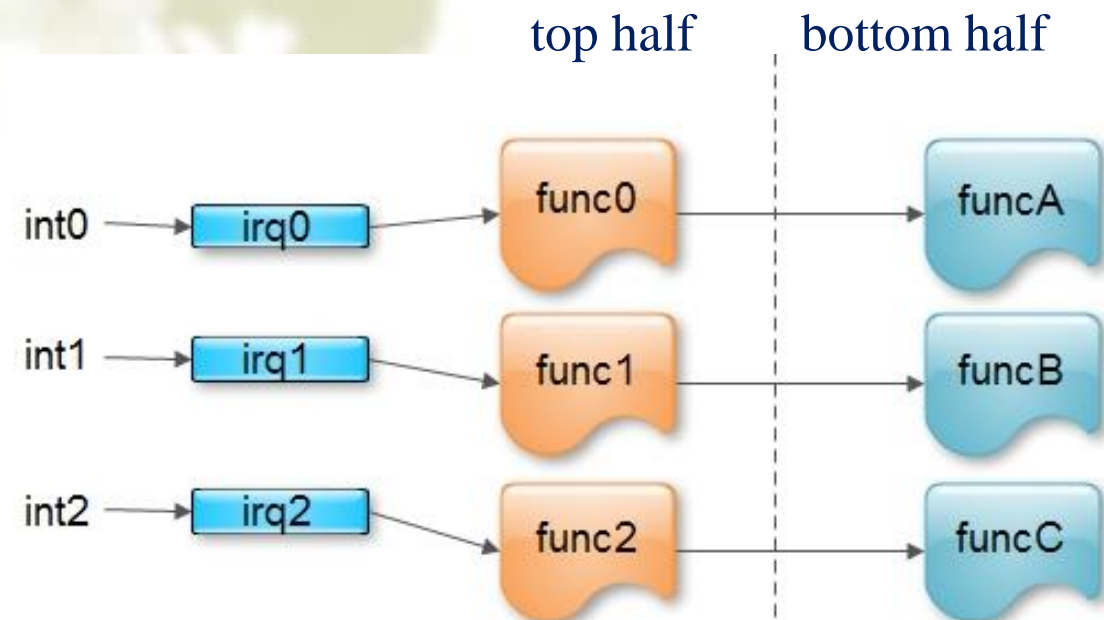 top half bottom half
int0 irq0 func0 funcA
int1 irq1 func1 funcB
int2 irq2 func2 funcC